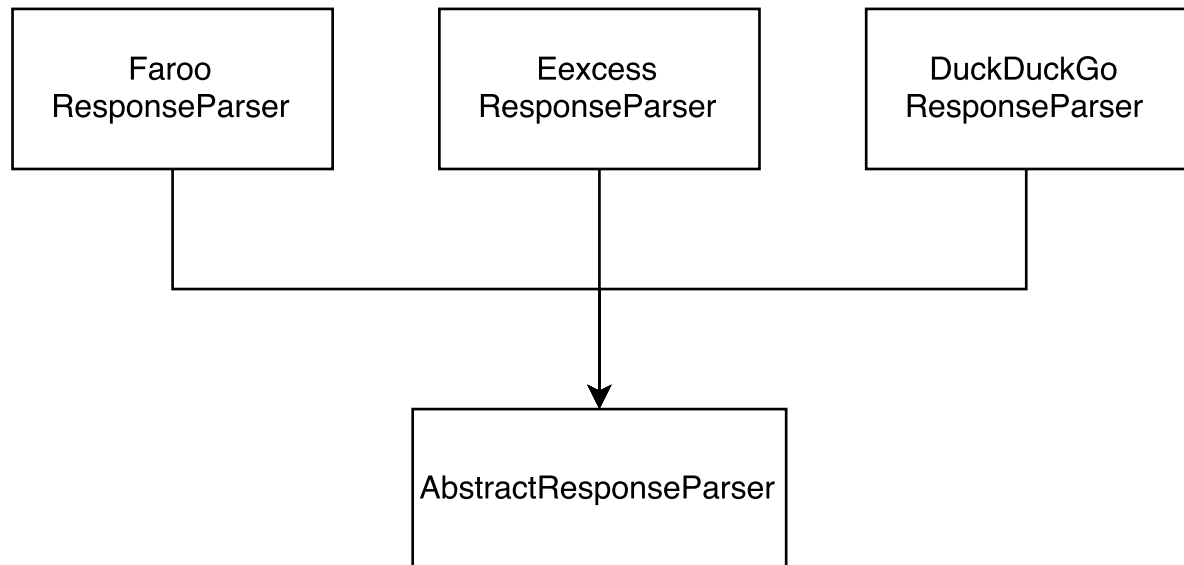 Faroo
ResponseParser
Eexcess
ResponseParser
DuckDuckGo
ResponseParser
AbstractResponseParser